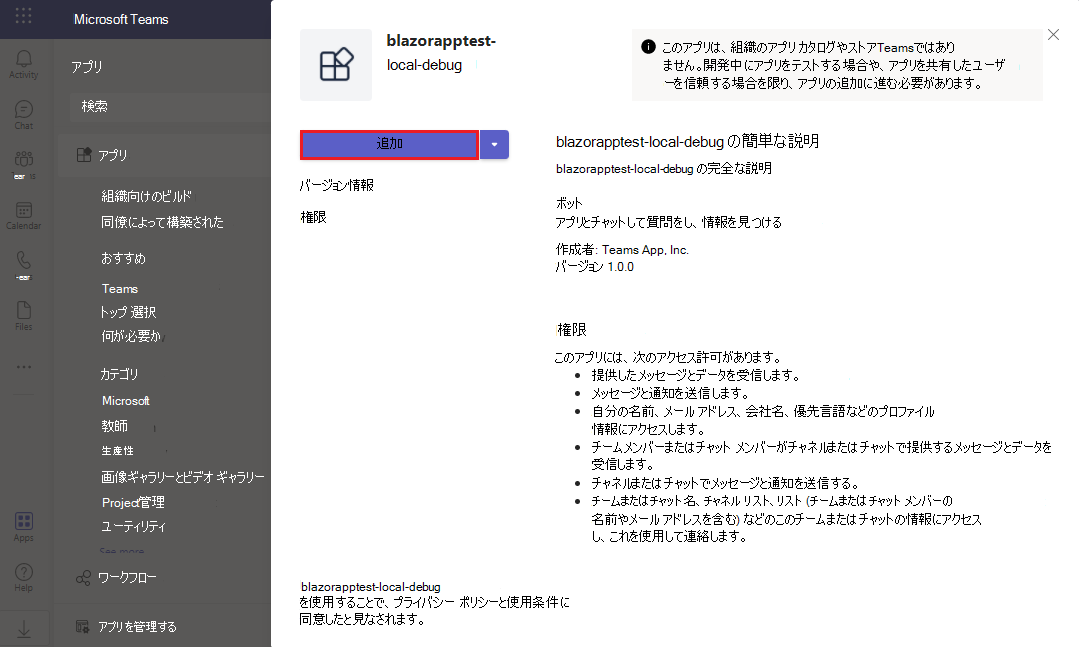 Microsoft Teams
Activity
Chat
Calendar
Files
Apps
Help
アプリ
検索
アプリ
組織向けのビルド
同僚によって構築された
おすすめ
Teams
トップ 選択
何が必要か
カテゴリ
Microsoft
教師
生産性
画像ギャラリーとビデオ ギャラリー
Project管理
ユーティリティ
See more
ワークフロー
アプリを管理する
blazorapptest-
local-debug
このアプリは、組織のアプリカタログやストアTeamsではあり
ません。開発中にアプリをテストする場合や、アプリを共有したユーザ
ーを信頼する場合を限り、アプリの追加に進む必要があります。
追加
バージョン情報
権限
blazorapptest-local-debug の簡単な説明
blazorapptest-local-debug の完全な説明
ボット
アプリとチャットして質問をし、情報を見つける
作成者: Teams App, Inc.
バージョン 1.0.0
権限
このアプリには、次のアクセス許可があります。
提供したメッセージとデータを受信します。
メッセージと通知を送信します。
自分の名前、メール アドレス、会社名、優先言語などのプロファイル
情報にアクセスします。
チームメンバーまたはチャット メンバーがチャネルまたはチャットで提供するメッセージとデータを
受信します。
チャネルまたはチャットでメッセージと通知を送信する。
チームまたはチャット名、チャネル リスト、リスト (チームまたはチャット メンバーの
名前やメール アドレスを含む) などのこのチームまたはチャットの情報にアクセス
し、これを使用して連絡します。
blazorapptest-local-debug
を使用することで、プライバシー ポリシーと使用条件に
同意したと見なされます。